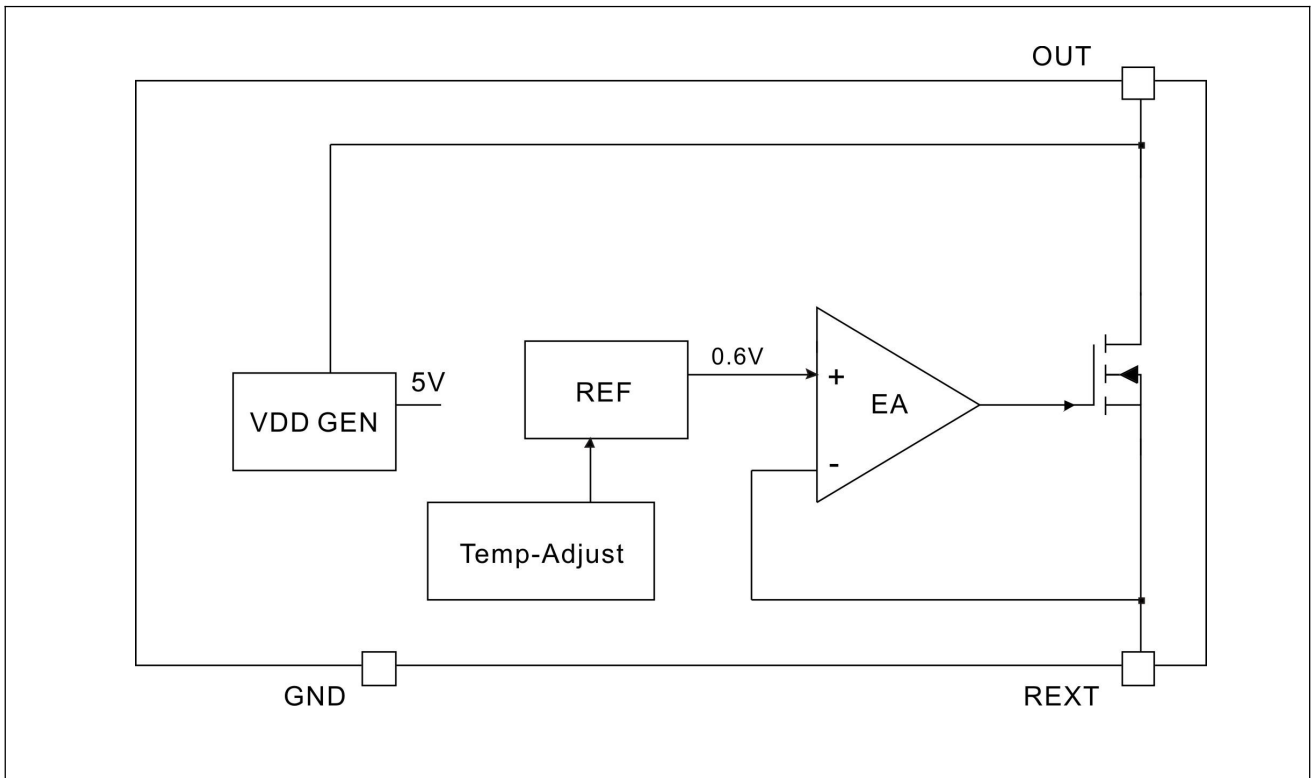 OUT
0.6V
5V
REF
+
EA
VDD GEN
-
Temp-Adjust
GND
REXT